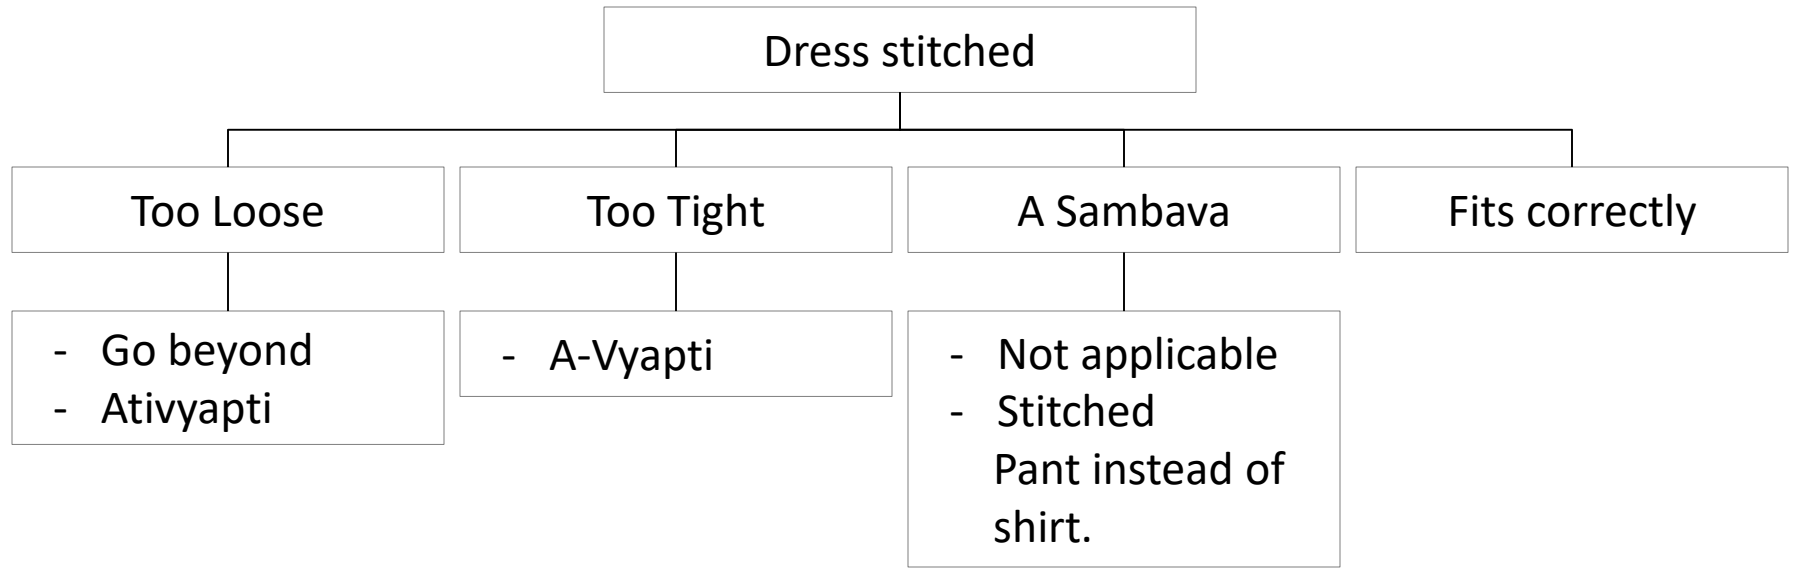 Dress stitched
Too Loose
Too Tight
A Sambava
Fits correctly
- Go beyond
- Ativyapti
- A-Vyapti
- Not applicable
- Stitched
Pant instead of
shirt.